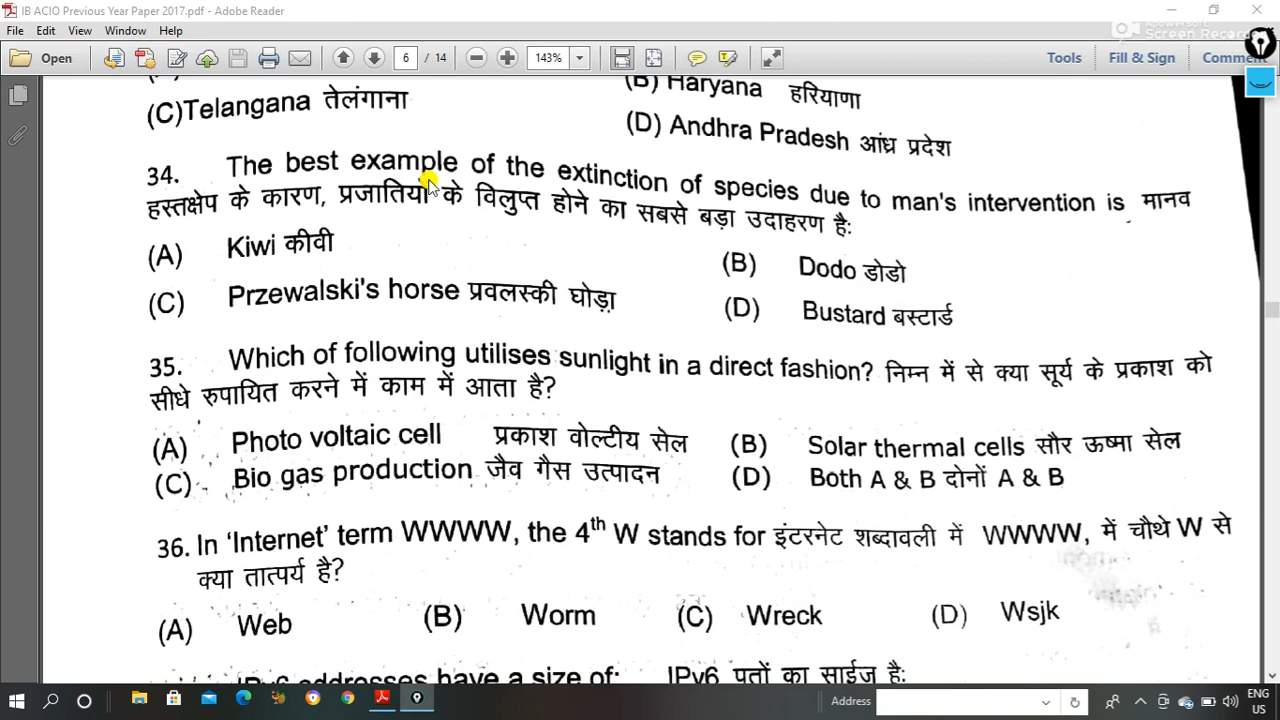 IB ACIO Previous Year Paper 2017.pdf - Adobe Reader
File Edit View Window Help
Open 6 / 14 143% Tools Fill & Sign Comment
(B) Haryana हरियाणा
(C)Telangana तेलंगाना
(D) Andhra Pradesh आंध्र प्रदेश
34. The best example of the extinction of species due to man's intervention is मानव
हस्तक्षेप के कारण, प्रजातियों के विलुप्त होने का सबसे बड़ा उदाहरण है:
(A) Kiwi कीवी (B) Dodo डोडो
(C) Przewalski's horse प्रवलस्की घोड़ा (D) Bustard बस्टार्ड
35. Which of following utilises sunlight in a direct fashion? निम्न में से क्या सूर्य के प्रकाश को
सीधे रुपायित करने में काम में आता है?
(A) Photo voltaic cell प्रकाश वोल्टीय सेल (B) Solar thermal cells सौर ऊष्मा सेल
(C) Bio gas production जैव गैस उत्पादन (D) Both A & B दोनों A & B
36. In ‘Internet’ term WWWW, the 4th W stands for इंटरनेट शब्दावली में WWWW, में चौथे W से
क्या तात्पर्य है?
(A) Web (B) Worm (C) Wreck (D) Wsjk
IPv6 addresses have a size of: IPv6 पतों का साईज है:
Address ENG
US